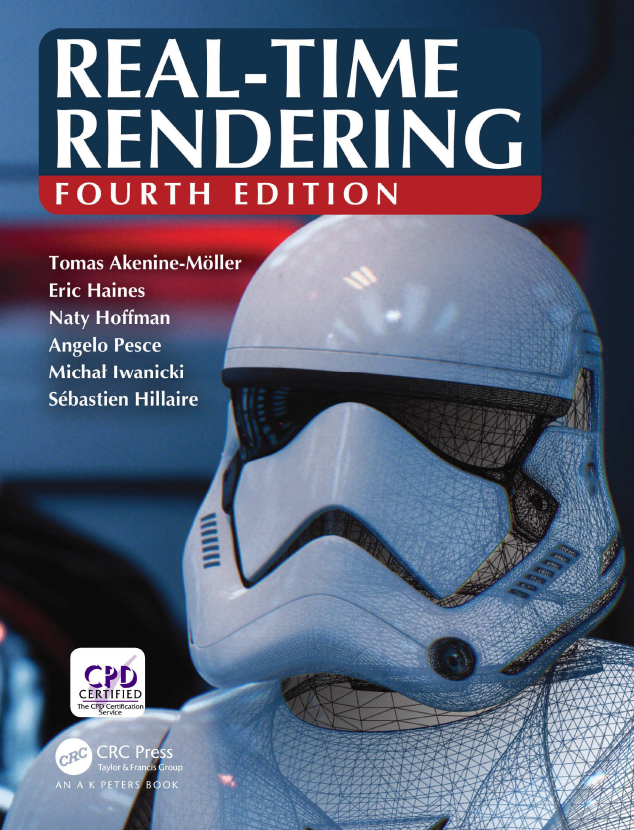 REAL-TIME
RENDERING
FOURTH EDITION
Tomas Akenine-Möller
Eric Haines
Naty Hoffman
Angelo Pesce
Michał Iwanicki
Sébastien Hillaire
CPD
CERTIFIED
The CPD Certification
Service
CRC
CRC Press
Taylor & Francis Group
AN A K PETERS BOOK